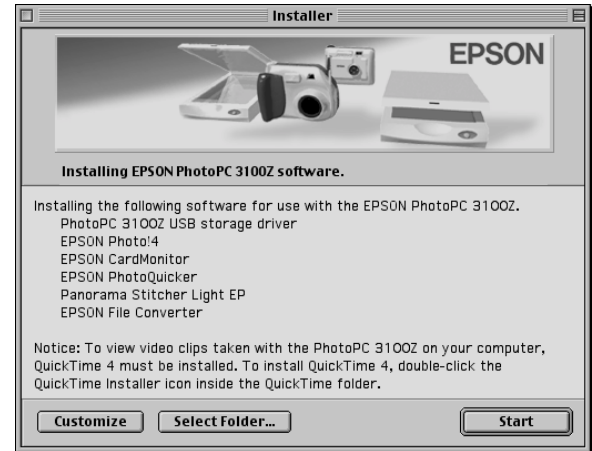 Installer
EPSON
Installing EPSON PhotoPC 3100Z software.
Installing the following software for use with the EPSON PhotoPC 3100Z.
PhotoPC 3100Z USB storage driver
EPSON Photo!4
EPSON CardMonitor
EPSON PhotoQuicker
Panorama Stitcher Light EP
EPSON File Converter
Notice: To view video clips taken with the PhotoPC 3100Z on your computer,
QuickTime 4 must be installed. To install QuickTime 4, double-click the
QuickTime Installer icon inside the QuickTime folder.
Customize Select Folder... Start